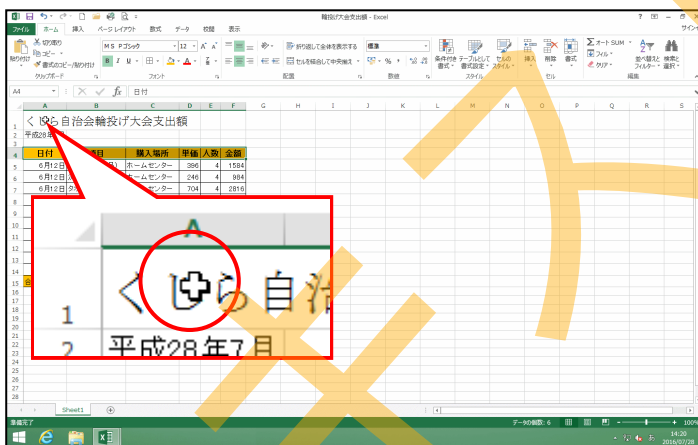 輪投げ大会支出額 - Excel
サインイ
ファイル ホーム 挿入 ページ レイアウト 数式 データ 校閲 表示
切り取り
コピー
書式のコピー/貼り付け
貼り付け
ＭＳ Ｐゴシック 12
折り返して全体を表示する
セルを結合して中央揃え
標準
条件付き書式 テーブルとして書式設定 セルのスタイル
挿入 削除 書式
オート SUM
フィル
クリア
並べ替えとフィルター 検索と選択
クリップボード フォント 配置 数値 スタイル セル 編集
A4 日付
A B C D E F G H I J K L M N O P Q R S
くじら自治会輪投げ大会支出額
平成28年
日付 項目 購入場所 単価 人数 金額
6月12日 ホームセンター 396 4 1584
6月12日 ホームセンター 246 4 984
6月12日 センター 704 4 2816
A
1 くじら自治
2 平成28年7月
Sheet1
準備完了
データの個数: 6
100%
14:20
2016/07/20